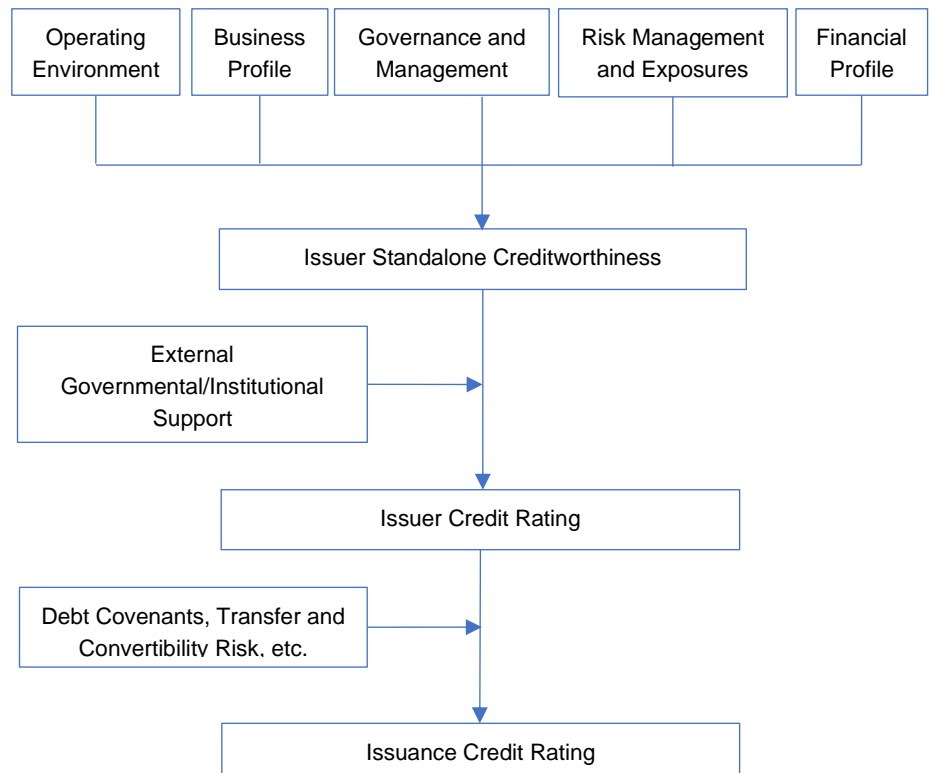 Operating
Environment
Business
Profile
Governance and
Management
Risk Management
and Exposures
Financial
Profile
Issuer Standalone Creditworthiness
External
Governmental/Institutional
Support
Issuer Credit Rating
Debt Covenants, Transfer and
Convertibility Risk, etc.
Issuance Credit Rating